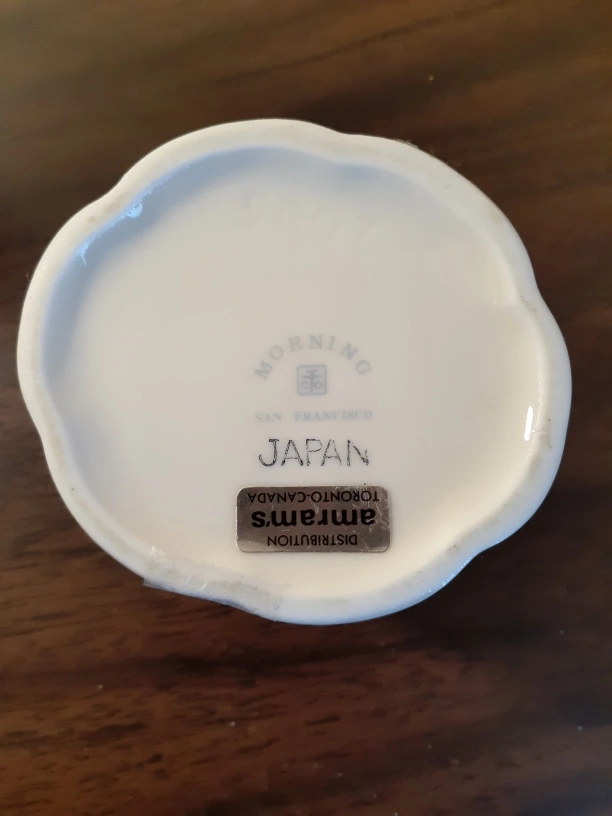 MORNING
SAN FRANCISCO
JAPAN
DISTRIBUTION
amram's
TORONTO-CANADA